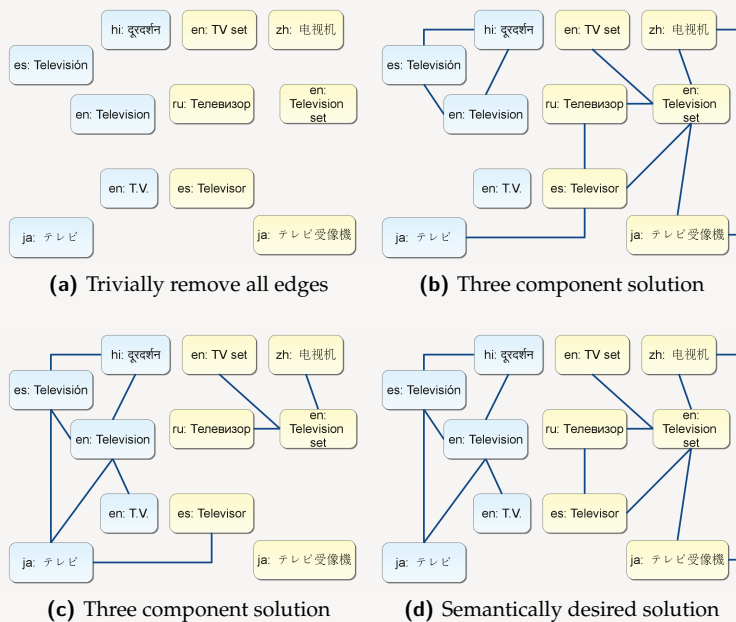 hi: दूरदर्शन
en: TV set
zh: 电视机
es: Televisión
en: Television
ru: Телевизор
en:
Television
set
en: T.V.
es: Televisor
ja: テレビ
ja: テレビ受像機
(a) Trivially remove all edges
hi: दूरदर्शन
en: TV set
zh: 电视机
es: Televisión
en: Television
ru: Телевизор
en:
Television
set
en: T.V.
es: Televisor
ja: テレビ
ja: テレビ受像機
(b) Three component solution
hi: दूरदर्शन
en: TV set
zh: 电视机
es: Televisión
en: Television
ru: Телевизор
en:
Television
set
en: T.V.
es: Televisor
ja: テレビ
ja: テレビ受像機
(c) Three component solution
hi: दूरदर्शन
en: TV set
zh: 电视机
es: Televisión
en: Television
ru: Телевизор
en:
Television
set
en: T.V.
es: Televisor
ja: テレビ
ja: テレビ受像機
(d) Semantically desired solution